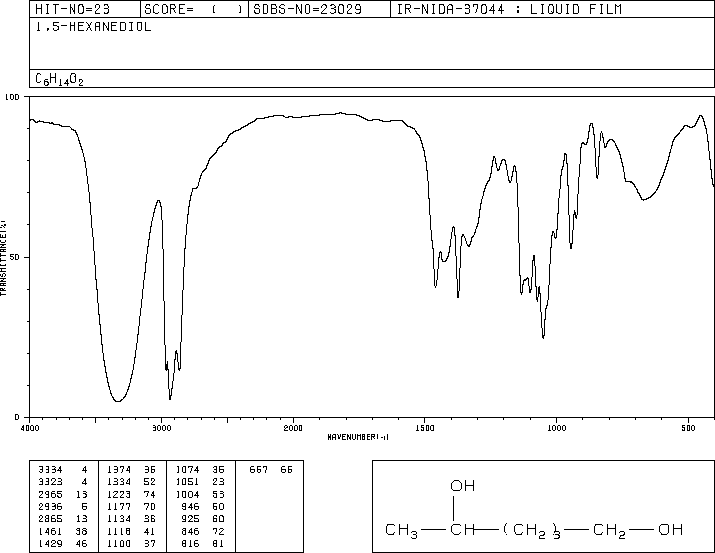 HIT-NO=23 SCORE= ( ) SDBS-NO=23029 IR-NIDA-37044 : LIQUID FILM
1,5-HEXANEDIOL
C6H14O2
100
50
0
TRANSMITTANCE(%)
4000 3000 2000 1500 1000 500
WAVENUMBER(-1)
3334 4 1374 36 1074 36 667 66
3323 4 1334 52 1051 23
2965 13 1223 74 1004 53
2936 5 1177 70 946 60
2865 13 1134 36 925 60
1461 38 1118 41 846 72
1429 46 1100 37 816 81
OH
CH3—CH—(CH2)3—CH2—OH